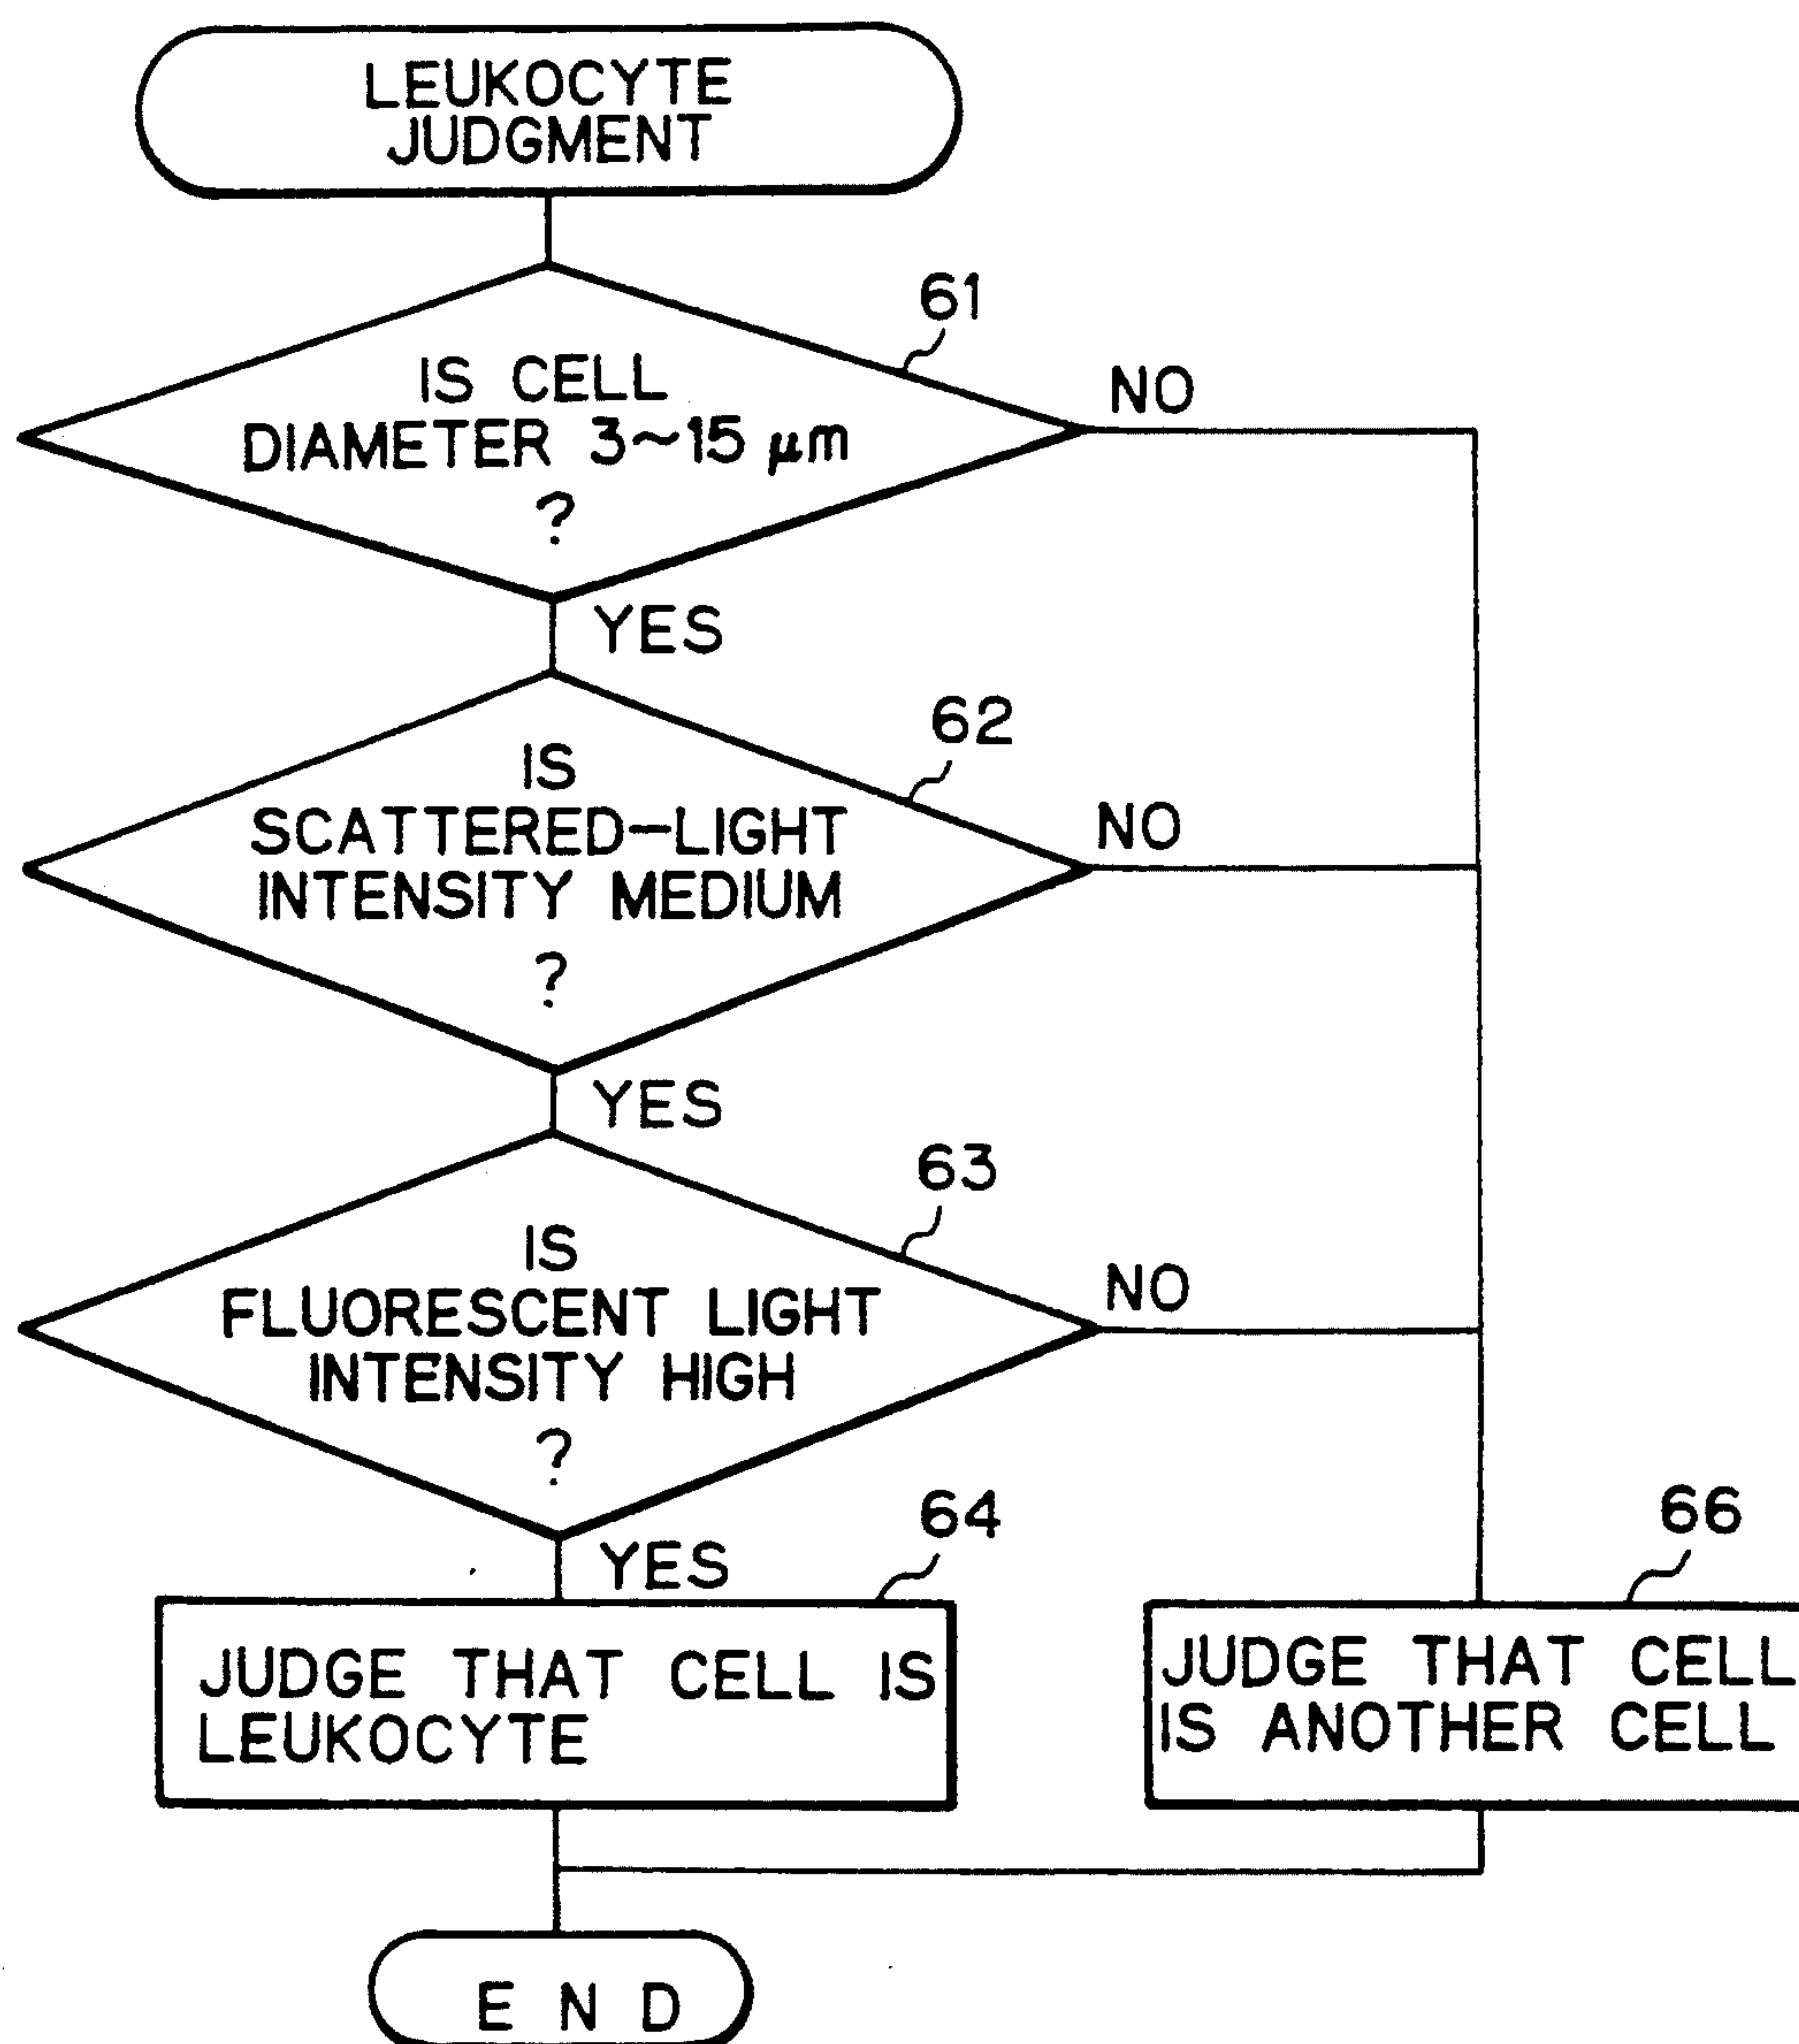 LEUKOCYTE
JUDGMENT
61
IS CELL
DIAMETER 3~15 μm
?
NO
YES
62
IS
SCATTERED-LIGHT
INTENSITY MEDIUM
?
NO
YES
63
IS
FLUORESCENT LIGHT
INTENSITY HIGH
?
NO
YES
64
JUDGE THAT CELL IS
LEUKOCYTE
66
JUDGE THAT CELL
IS ANOTHER CELL
END